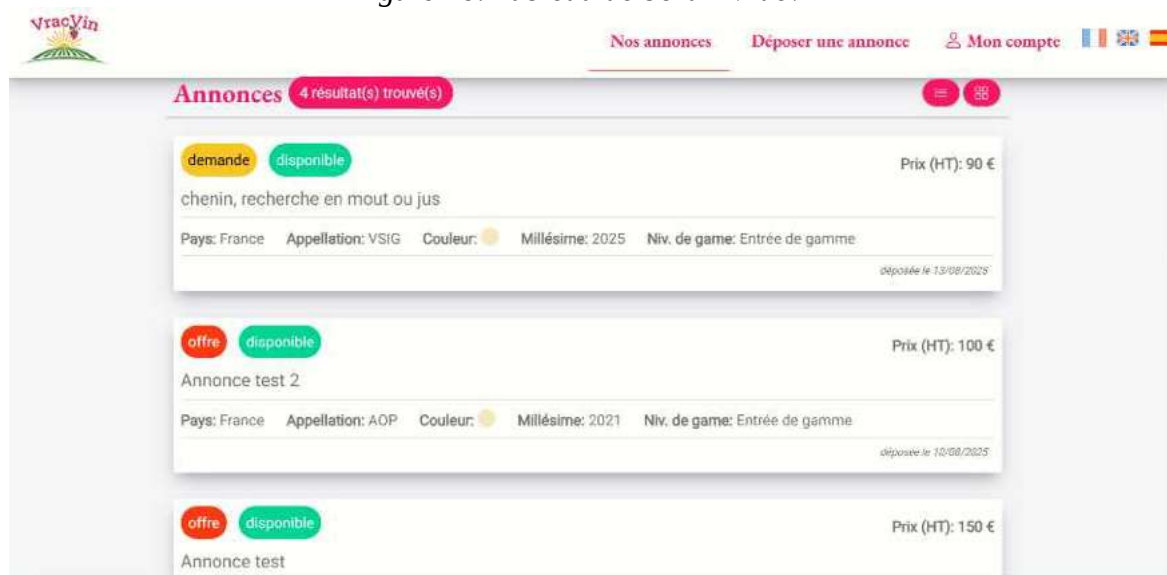 VracVin
Nos annonces Déposer une annonce Mon compte
Annonces 4 résultat(s) trouvé(s)
demande disponible Prix (HT): 90 €
chenin, recherche en mout ou jus
Pays: France Appellation: VSIG Couleur: Millésime: 2025 Niv. de game: Entrée de gamme
déposée le 13/08/2025
offre disponible Prix (HT): 100 €
Annonce test 2
Pays: France Appellation: AOP Couleur: Millésime: 2021 Niv. de game: Entrée de gamme
déposée le 10/08/2025
offre disponible Prix (HT): 150 €
Annonce test